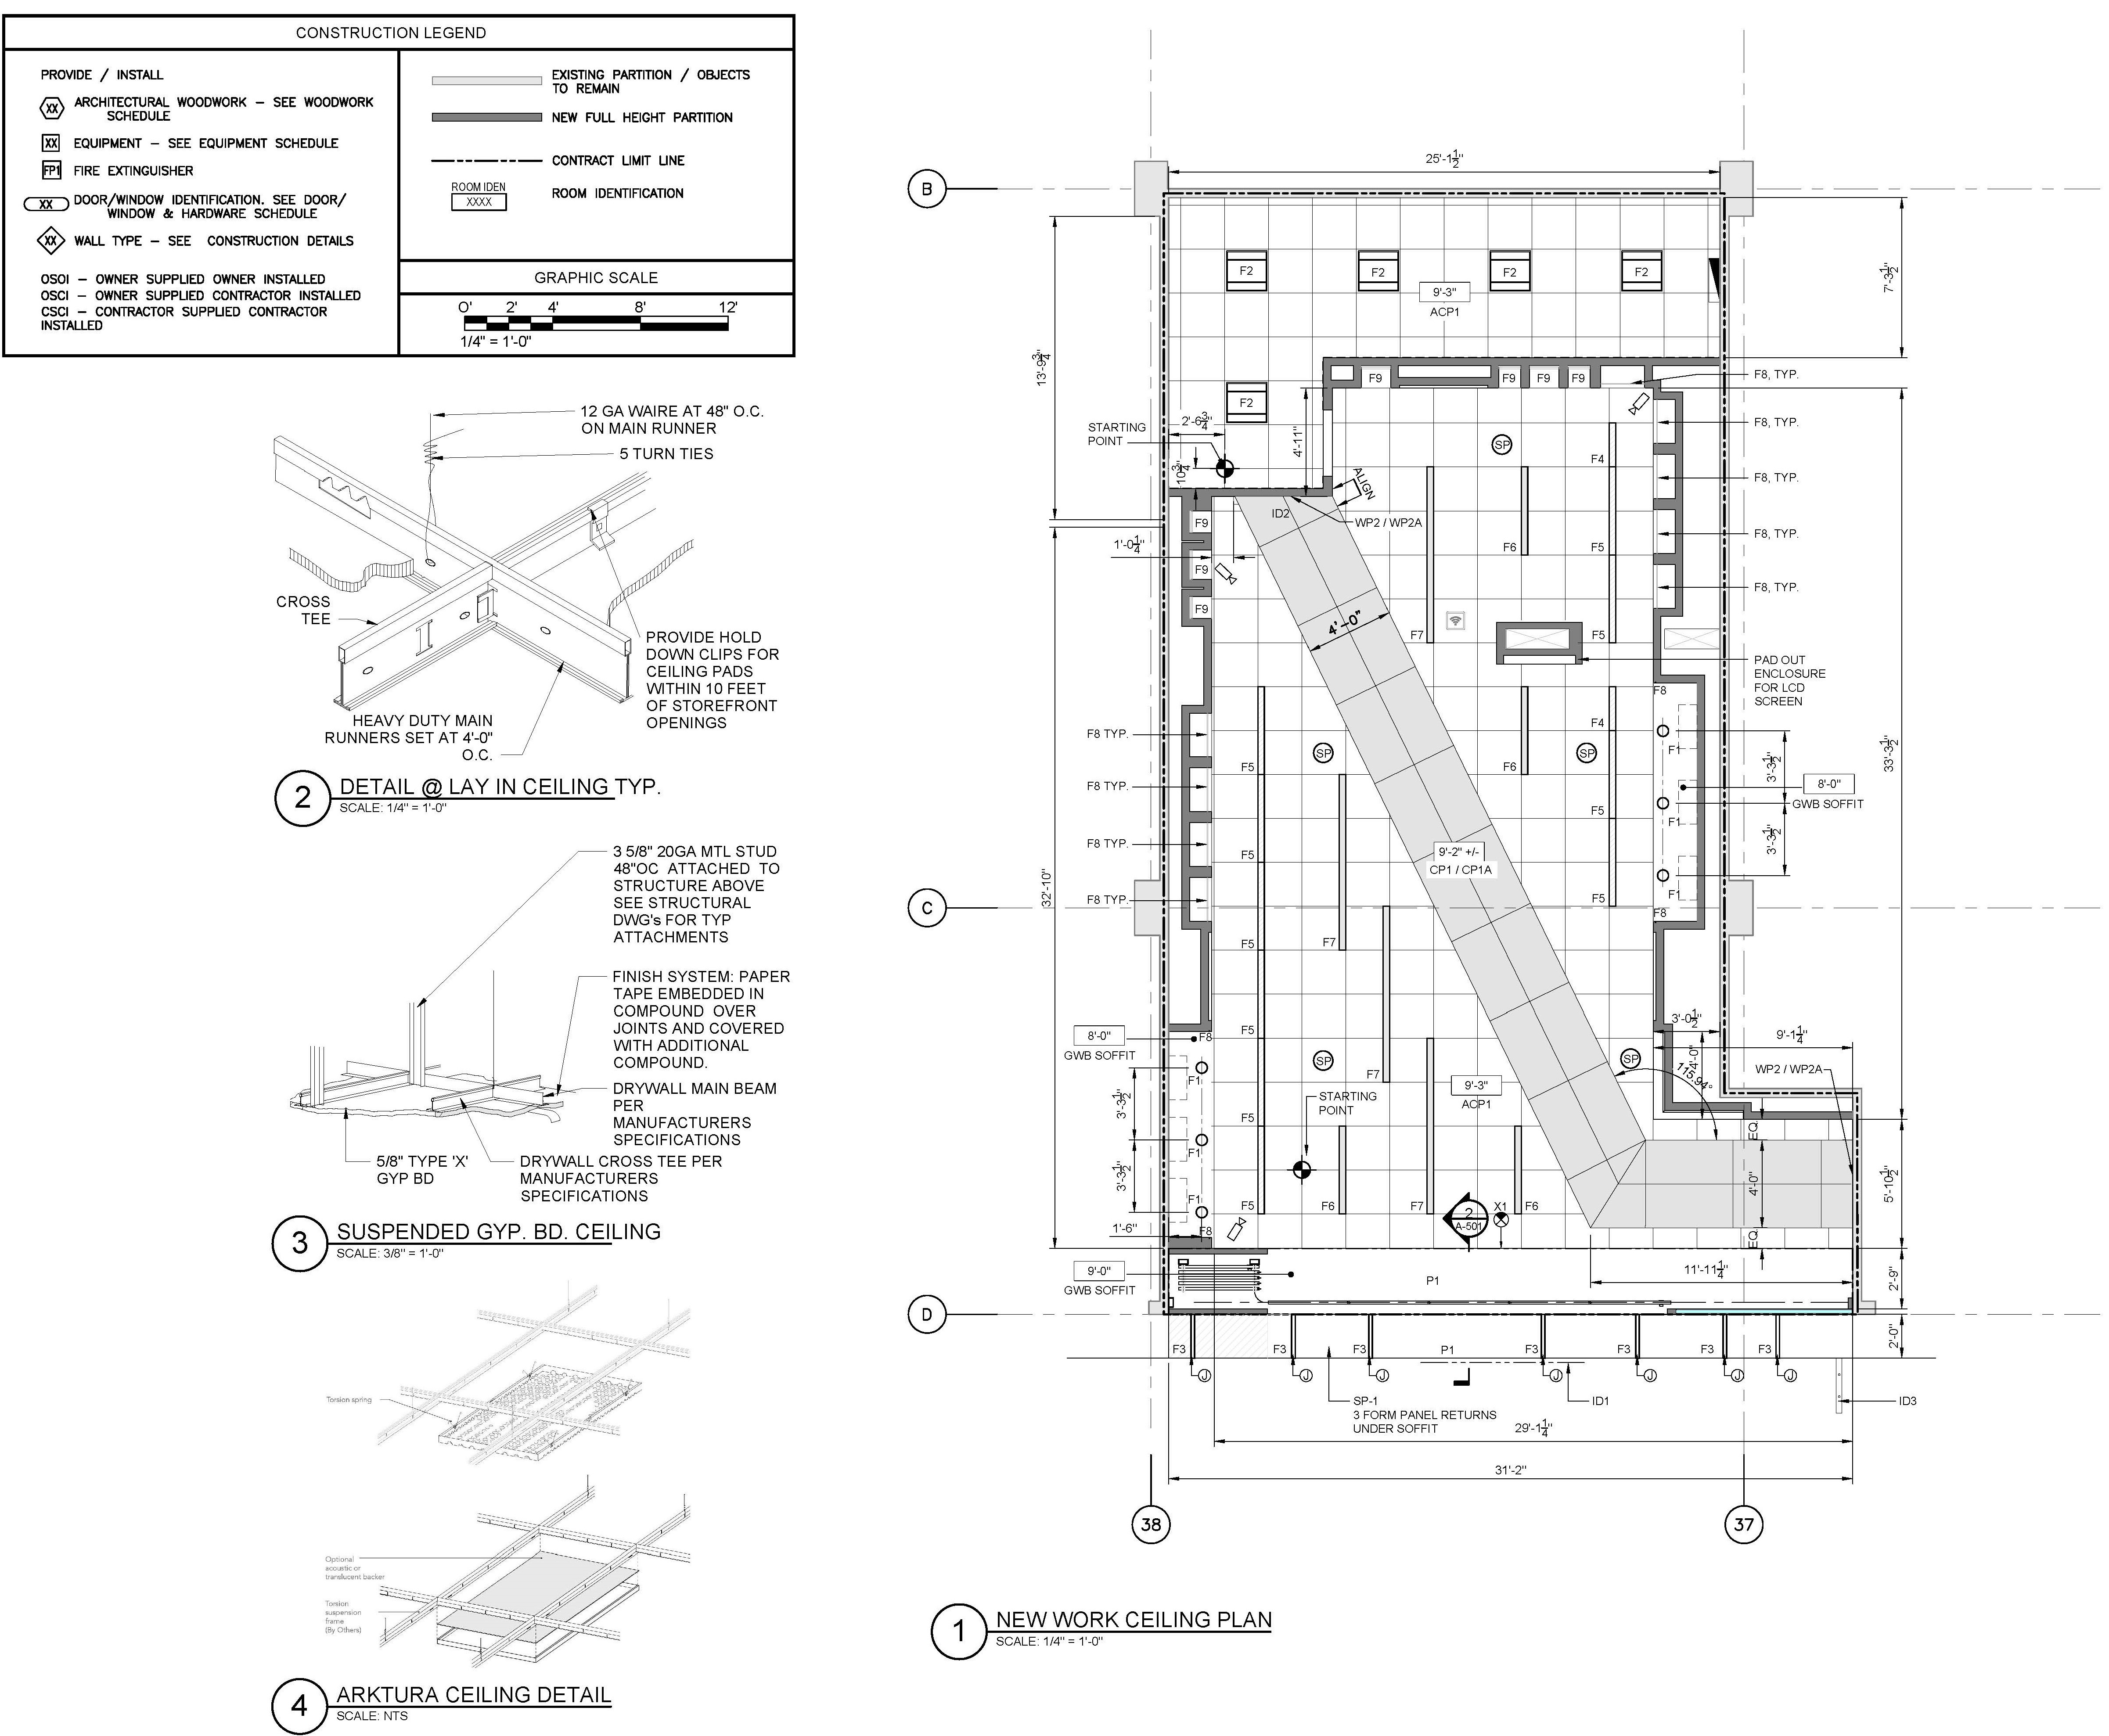 CONSTRUCTION LEGEND
PROVIDE / INSTALL
XX
ARCHITECTURAL WOODWORK – SEE WOODWORK
SCHEDULE
XX
EQUIPMENT – SEE EQUIPMENT SCHEDULE
FP1
FIRE EXTINGUISHER
XX
DOOR/WINDOW IDENTIFICATION. SEE DOOR/
WINDOW & HARDWARE SCHEDULE
XX
WALL TYPE – SEE CONSTRUCTION DETAILS
OSOI – OWNER SUPPLIED OWNER INSTALLED
OSCI – OWNER SUPPLIED CONTRACTOR INSTALLED
CSCI – CONTRACTOR SUPPLIED CONTRACTOR
INSTALLED
EXISTING PARTITION / OBJECTS
TO REMAIN
NEW FULL HEIGHT PARTITION
CONTRACT LIMIT LINE
ROOM IDEN
XXXX
ROOM IDENTIFICATION
GRAPHIC SCALE
0' 2' 4' 8' 12'
1/4" = 1'-0"
12 GA WAIRE AT 48" O.C.
ON MAIN RUNNER
5 TURN TIES
CROSS
TEE
PROVIDE HOLD
DOWN CLIPS FOR
CEILING PADS
WITHIN 10 FEET
OF STOREFRONT
OPENINGS
HEAVY DUTY MAIN
RUNNERS SET AT 4'-0"
O.C.
2
DETAIL @ LAY IN CEILING TYP.
SCALE: 1/4" = 1'-0"
3 5/8" 20GA MTL STUD
48"OC ATTACHED TO
STRUCTURE ABOVE
SEE STRUCTURAL
DWG's FOR TYP
ATTACHMENTS
FINISH SYSTEM: PAPER
TAPE EMBEDDED IN
COMPOUND OVER
JOINTS AND COVERED
WITH ADDITIONAL
COMPOUND.
DRYWALL MAIN BEAM
PER
MANUFACTURERS
SPECIFICATIONS
5/8" TYPE 'X'
GYP BD
DRYWALL CROSS TEE PER
MANUFACTURERS
SPECIFICATIONS
3
SUSPENDED GYP. BD. CEILING
SCALE: 3/8" = 1'-0"
Torsion spring
Optional
acoustic or
translucent backer
Torsion
suspension
frame
(By Others)
4
ARKTURA CEILING DETAIL
SCALE: NTS
25'-1 1/2"
B
F2 F2 F2 F2
9'-3"
ACP1
7'-3 1/2"
13'-9 3/4"
F9 F9 F9 F9
F8, TYP.
F2
2'-6 3/4"
STARTING
POINT
10 3/4"
4'-11"
SP
F8, TYP.
F4
F8, TYP.
ALIGN
ID2
WP2 / WP2A
F9
F8, TYP.
1'-0 1/4"
F6
F5
F9
F8, TYP.
F9
4'-0"
F7
F5
PAD OUT
ENCLOSURE
FOR LCD
SCREEN
F8
F4
F8 TYP.
F1
SP
SP
3'-3 1/2"
33'-3 1/2"
F5
F6
F8 TYP.
8'-0"
GWB SOFFIT
F5
F1
F8 TYP.
3'-3 1/2"
F5
9'-2" +/-
CP1 / CP1A
32'-10"
F8 TYP.
F5
F1
C
F8
F5
F7
8'-0"
GWB SOFFIT
F8
F5
3'-0 1/2"
9'-1 1/4"
SP
SP
4'-0"
115.94°
WP2 / WP2A
F1
F7
9'-3"
ACP1
3'-3 1/2"
STARTING
POINT
F5
EQ
F1
3'-3 1/2"
4'-0"
5'-10 1/2"
F1
F5
F6
F7
X1
F6
2
A-501
1'-6"
F8
EQ
9'-0"
GWB SOFFIT
P1
11'-11 1/4"
2'-9"
D
F3 F3 F3 P1 F3 F3 F3 F3
2'-0"
J J J J J J J
SP-1
3 FORM PANEL RETURNS
UNDER SOFFIT
ID1
ID3
29'-1 1/4"
31'-2"
38
37
1
NEW WORK CEILING PLAN
SCALE: 1/4" = 1'-0"